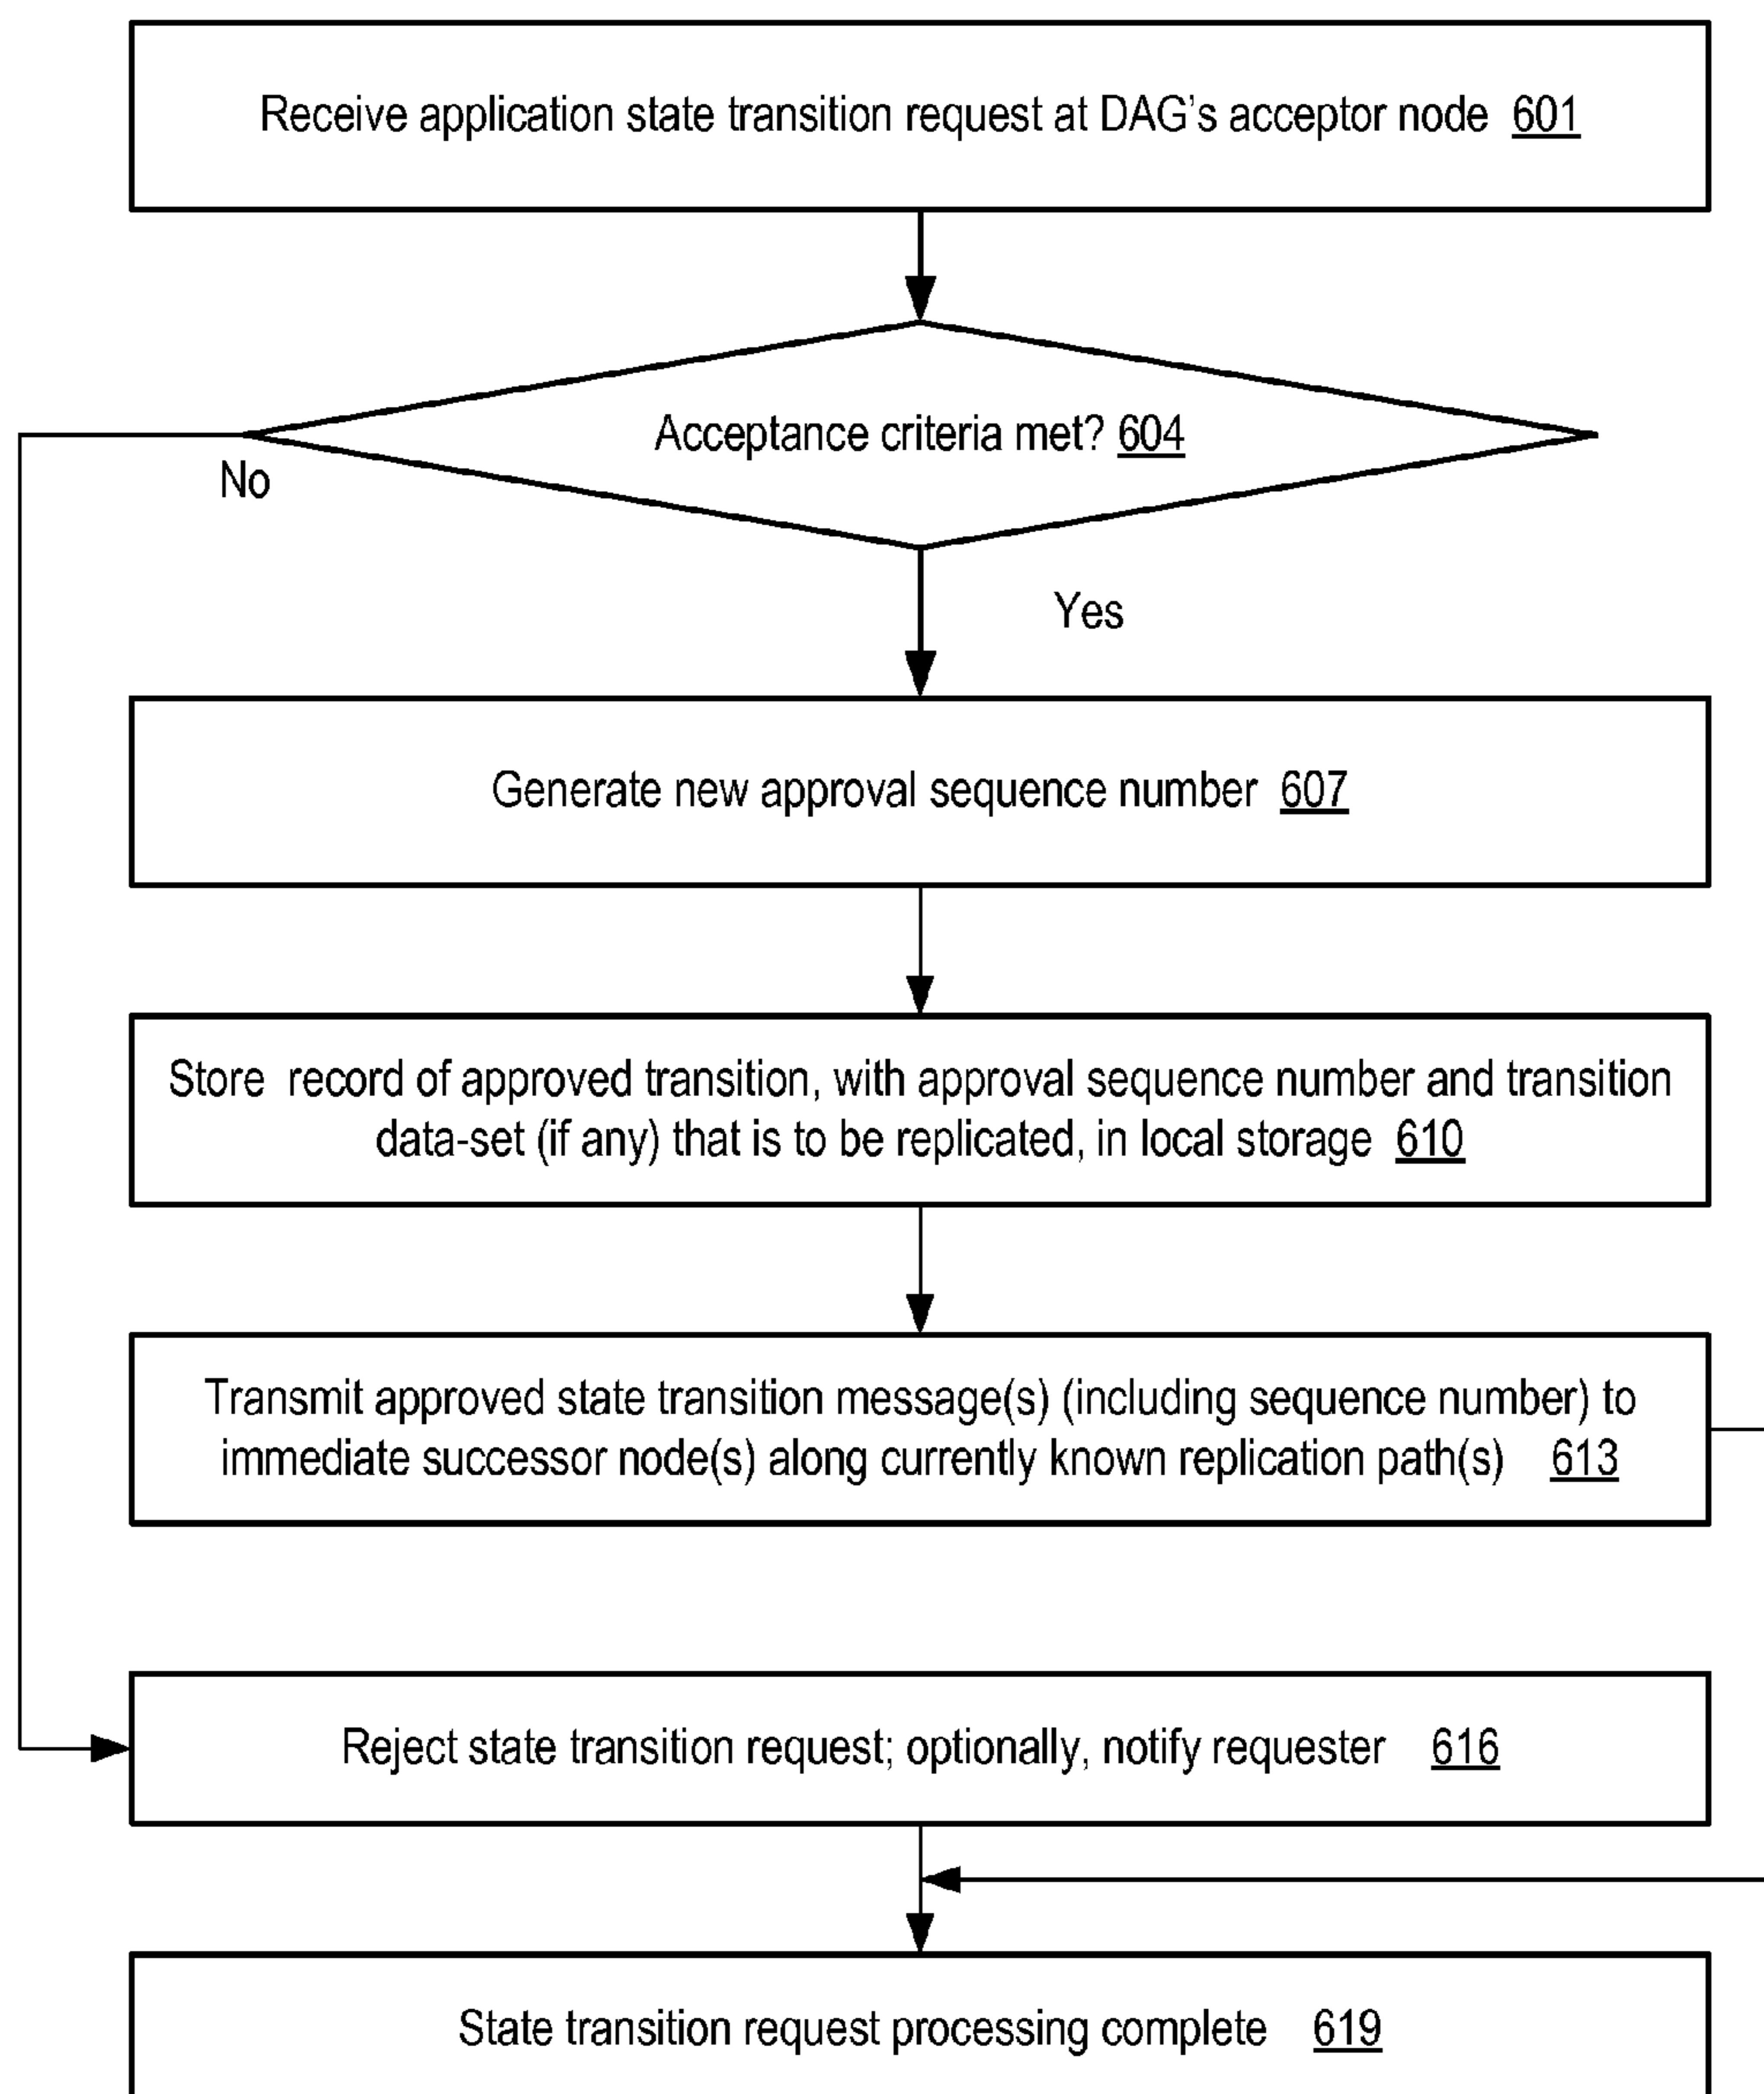 Receive application state transition request at DAG's acceptor node 601
Acceptance criteria met? 604
No
Yes
Generate new approval sequence number 607
Store record of approved transition, with approval sequence number and transition
data-set (if any) that is to be replicated, in local storage 610
Transmit approved state transition message(s) (including sequence number) to
immediate successor node(s) along currently known replication path(s) 613
Reject state transition request; optionally, notify requester 616
State transition request processing complete 619